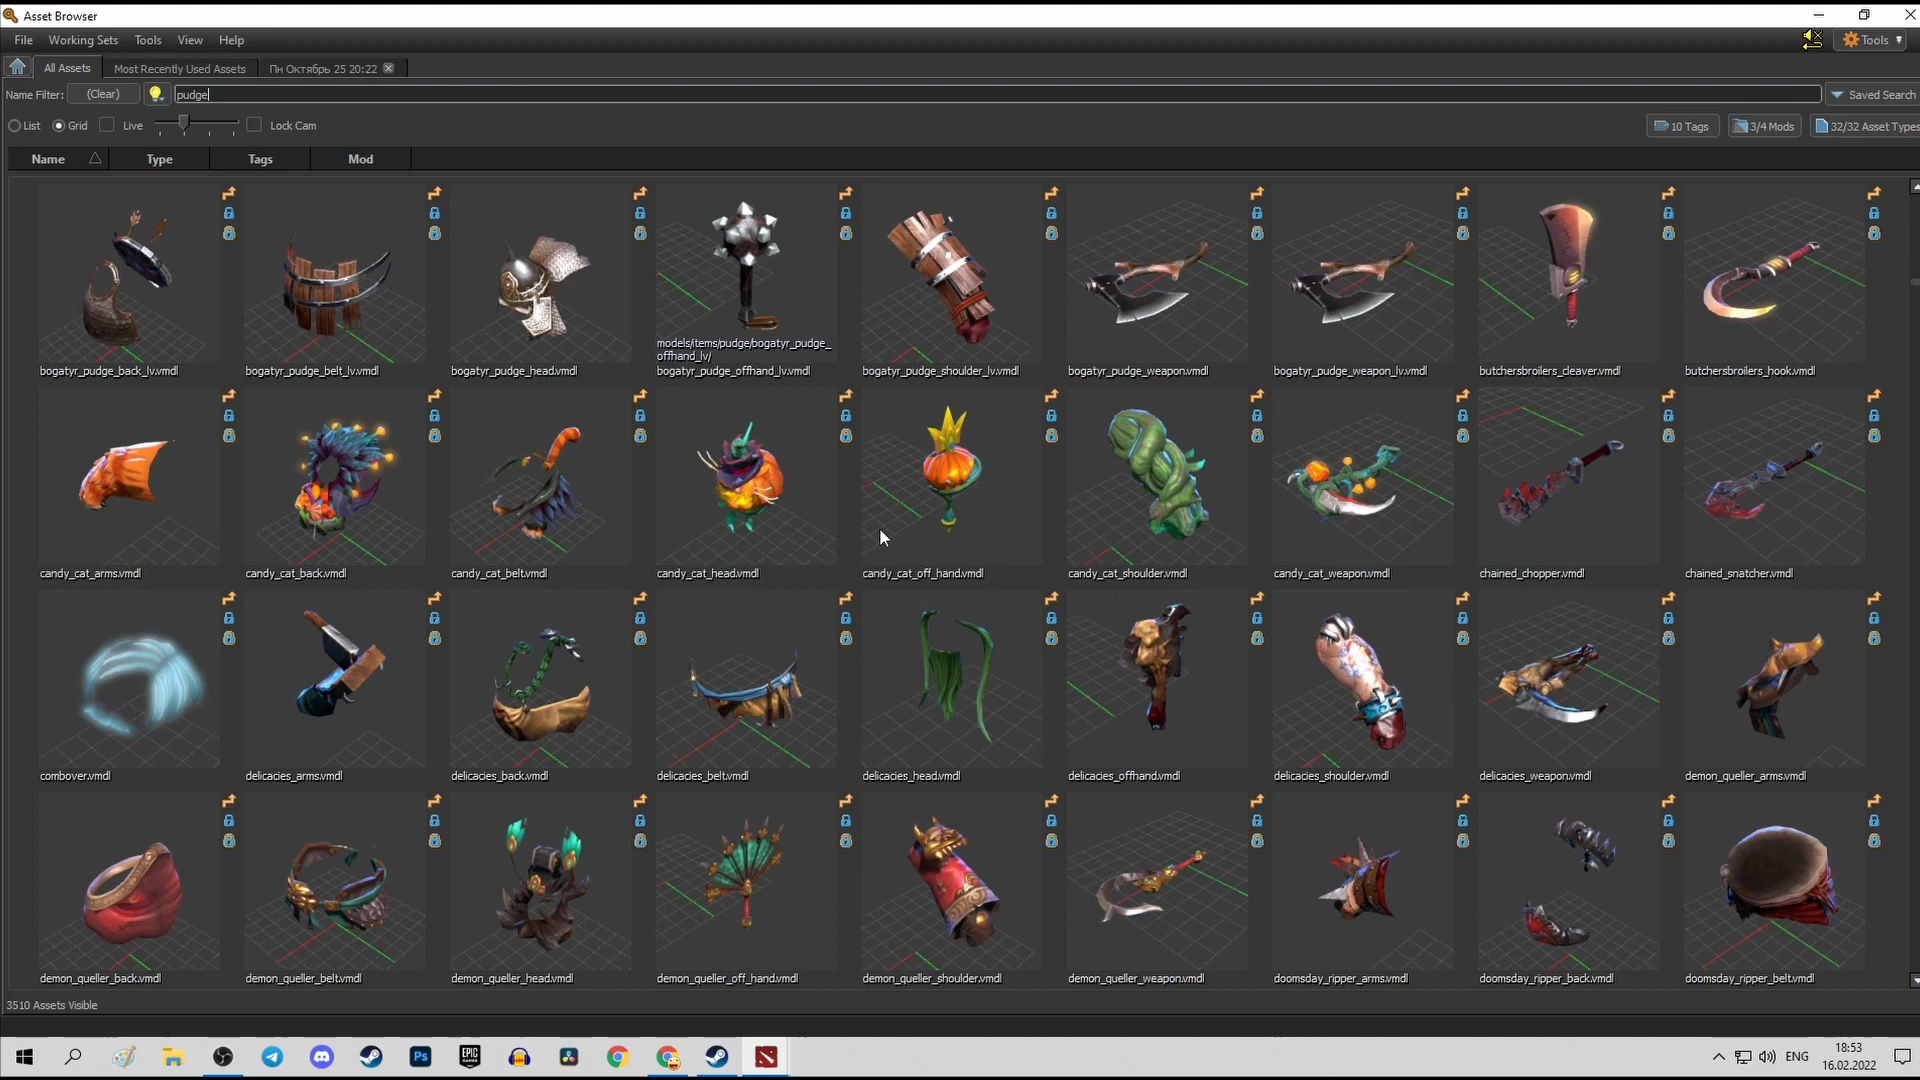 Asset Browser
File Working Sets Tools View Help
Tools
All Assets Most Recently Used Assets Пн Октябрь 25 20:22
Name Filter: (Clear) pudge Saved Search
List Grid Live Lock Cam 10 Tags 3/4 Mods 32/32 Asset Types
Name Type Tags Mod
models/items/pudge/bogatyr_pudge_
offhand_lv/
bogatyr_pudge_back_lv.vmdl bogatyr_pudge_belt_lv.vmdl bogatyr_pudge_head.vmdl bogatyr_pudge_offhand_lv.vmdl bogatyr_pudge_shoulder_lv.vmdl bogatyr_pudge_weapon.vmdl bogatyr_pudge_weapon_lv.vmdl butchersbroilers_cleaver.vmdl butchersbroilers_hook.vmdl
candy_cat_arms.vmdl candy_cat_back.vmdl candy_cat_belt.vmdl candy_cat_head.vmdl candy_cat_off_hand.vmdl candy_cat_shoulder.vmdl candy_cat_weapon.vmdl chained_chopper.vmdl chained_snatcher.vmdl
combover.vmdl delicacies_arms.vmdl delicacies_back.vmdl delicacies_belt.vmdl delicacies_head.vmdl delicacies_offhand.vmdl delicacies_shoulder.vmdl delicacies_weapon.vmdl demon_queller_arms.vmdl
demon_queller_back.vmdl demon_queller_belt.vmdl demon_queller_head.vmdl demon_queller_off_hand.vmdl demon_queller_shoulder.vmdl demon_queller_weapon.vmdl doomsday_ripper_arms.vmdl doomsday_ripper_back.vmdl doomsday_ripper_belt.vmdl
3510 Assets Visible
Ps EPIC GAMES ENG 18:53
16.02.2022